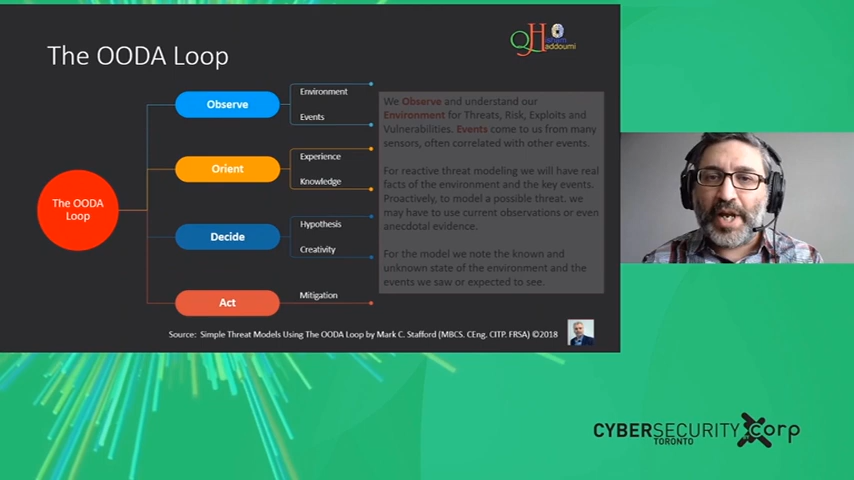 The OODA Loop
QHisham
Haddoumi
The OODA
Loop
Observe
Environment
Events
Orient
Experience
Knowledge
Decide
Hypothesis
Creativity
Act
Mitigation
We Observe and understand our
Environment for Threats, Risk, Exploits and
Vulnerabilities. Events come to us from many
sensors, often correlated with other events.
For reactive threat modeling we will have real
facts of the environment and the key events.
Proactively, to model a possible threat, we
may have to use current observations or even
anecdotal evidence.
For the model we note the known and
unknown state of the environment and the
events we saw or expected to see.
Source: Simple Threat Models Using The OODA Loop by Mark C. Stafford (MBCS. CEng. CITP. FRSA) ©2018
CYBERSECURITY corp
TORONTO